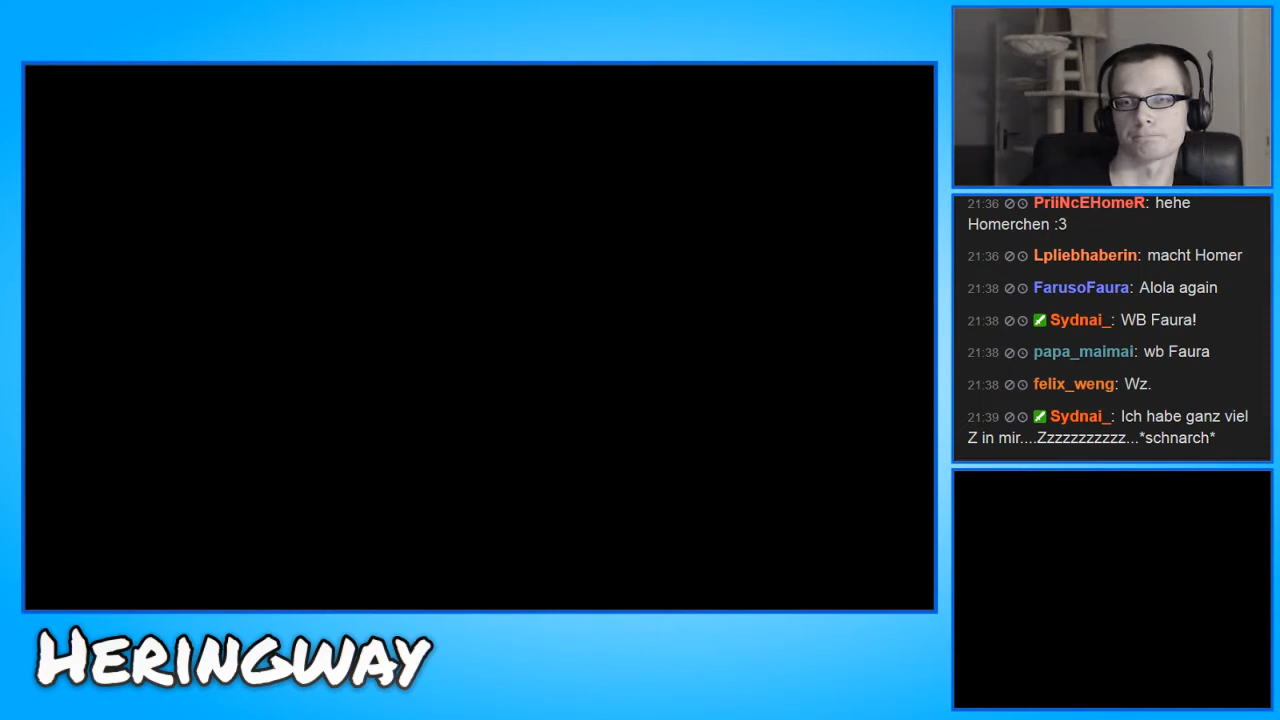 21:36 PriiNcEHomeR: hehe
Homerchen :3
21:36 Lpliebhaberin: macht Homer
21:38 FarusoFaura: Alola again
21:38 Sydnai_: WB Faura!
21:38 papa_maimai: wb Faura
21:38 felix_weng: Wz.
21:39 Sydnai_: Ich habe ganz viel
Z in mir....Zzzzzzzzzzz...*schnarch*
Heringway